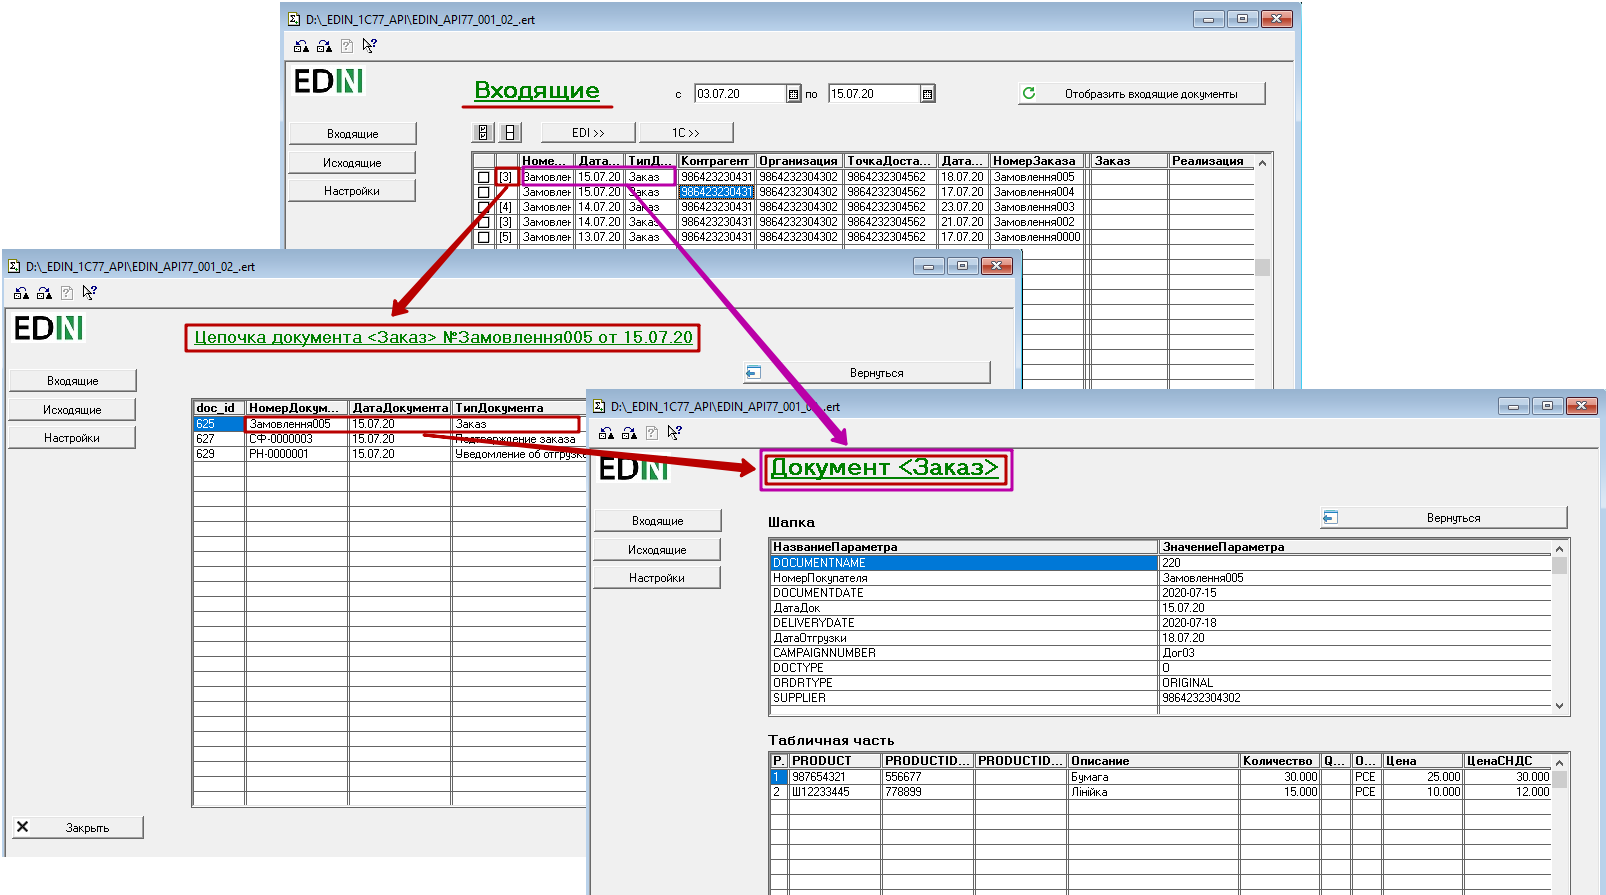 D:\_EDIN_1C77_API\EDIN_API77_001_02_.ert
EDIN
Входящие
с 03.07.20 по 15.07.20
Отобразить входящие документы
Входящие
Исходящие
Настройки
EDI >> 1C >>
Номе... Дата... ТипД... Контрагент Организация ТочкаДоста... Дата... НомерЗаказа Заказ Реализация
[3] Замовлен 15.07.20 Заказ 986423230431 9864232304302 9864232304562 18.07.20 Замовлення005
Замовлен 15.07.20 Заказ 986423230431 9864232304302 9864232304562 17.07.20 Замовлення004
[4] Замовлен 14.07.20 Заказ 986423230431 9864232304302 9864232304562 23.07.20 Замовлення003
[3] Замовлен 14.07.20 Заказ 986423230431 9864232304302 9864232304562 21.07.20 Замовлення002
[5] Замовлен 13.07.20 Заказ 986423230431 9864232304302 9864232304562 17.07.20 Замовлення0000
D:\_EDIN_1C77_API\EDIN_API77_001_02_.ert
EDIN
Цепочка документа <Заказ> №Замовлення005 от 15.07.20
Вернуться
Входящие
Исходящие
Настройки
doc_id НомерДокум... ДатаДокумента ТипДокумента
625 Замовлення005 15.07.20 Заказ
627 СФ-0000003 15.07.20 Подтверждение заказа
629 РН-0000001 15.07.20 Уведомление об отгрузке
Закрыть
D:\_EDIN_1C77_API\EDIN_API77_001_ .ert
EDIN
Документ <Заказ>
Вернуться
Входящие
Исходящие
Настройки
Шапка
НазваниеПараметра ЗначениеПараметра
DOCUMENTNAME 220
НомерПокупателя Замовлення005
DOCUMENTDATE 2020-07-15
ДатаДок 15.07.20
DELIVERYDATE 2020-07-18
ДатаОтгрузки 18.07.20
CAMPAIGNNUMBER Дог03
DOCTYPE O
ORDRTYPE ORIGINAL
SUPPLIER 9864232304302
Табличная часть
Р. PRODUCT PRODUCTID... PRODUCTID... Описание Количество Q... О... Цена ЦенаСНДС
1 987654321 556677 Бумага 30.000 PCE 25.000 30.000
2 Ш12233445 778899 Лінійка 15.000 PCE 10.000 12.000